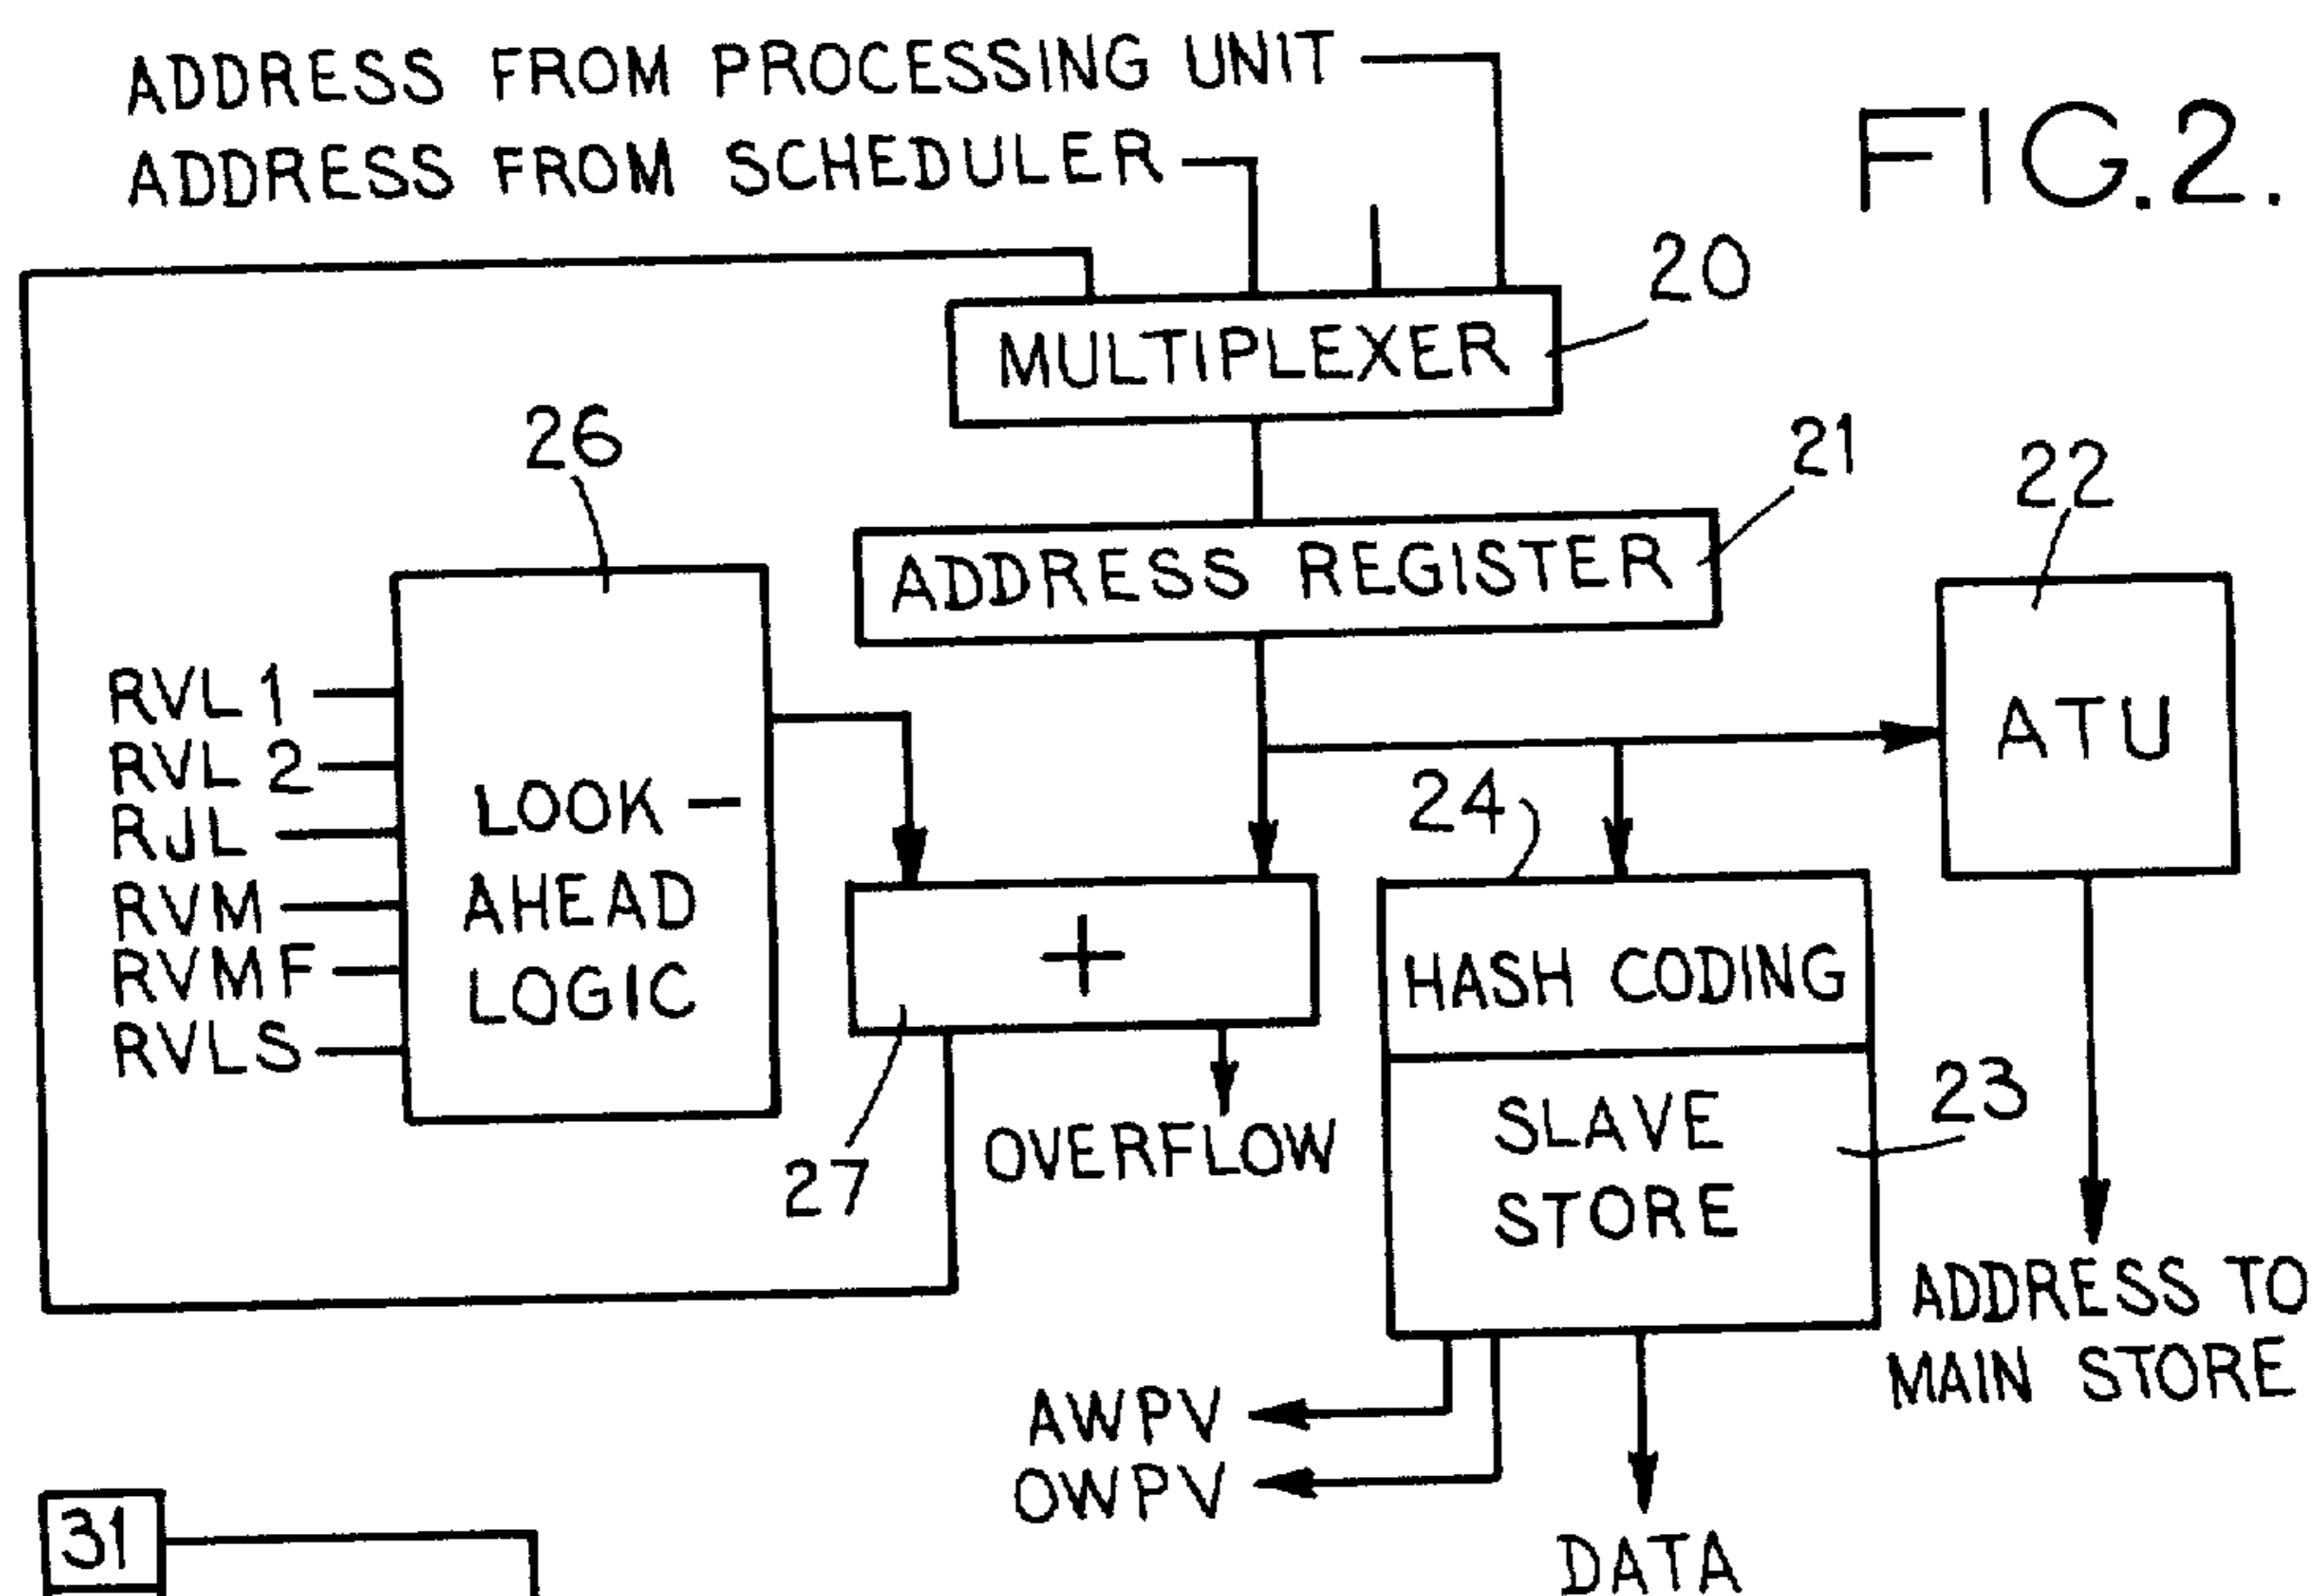 ADDRESS FROM PROCESSING UNIT
ADDRESS FROM SCHEDULER
FIG.2.
20
MULTIPLEXER
26
21
22
ADDRESS REGISTER
RVL 1
RVL 2
RJL
RVM
RVMF
RVLS
LOOK-
AHEAD
LOGIC
ATU
24
+
HASH CODING
27
OVERFLOW
SLAVE
STORE
23
ADDRESS TO
MAIN STORE
AWPV
OWPV
DATA
31